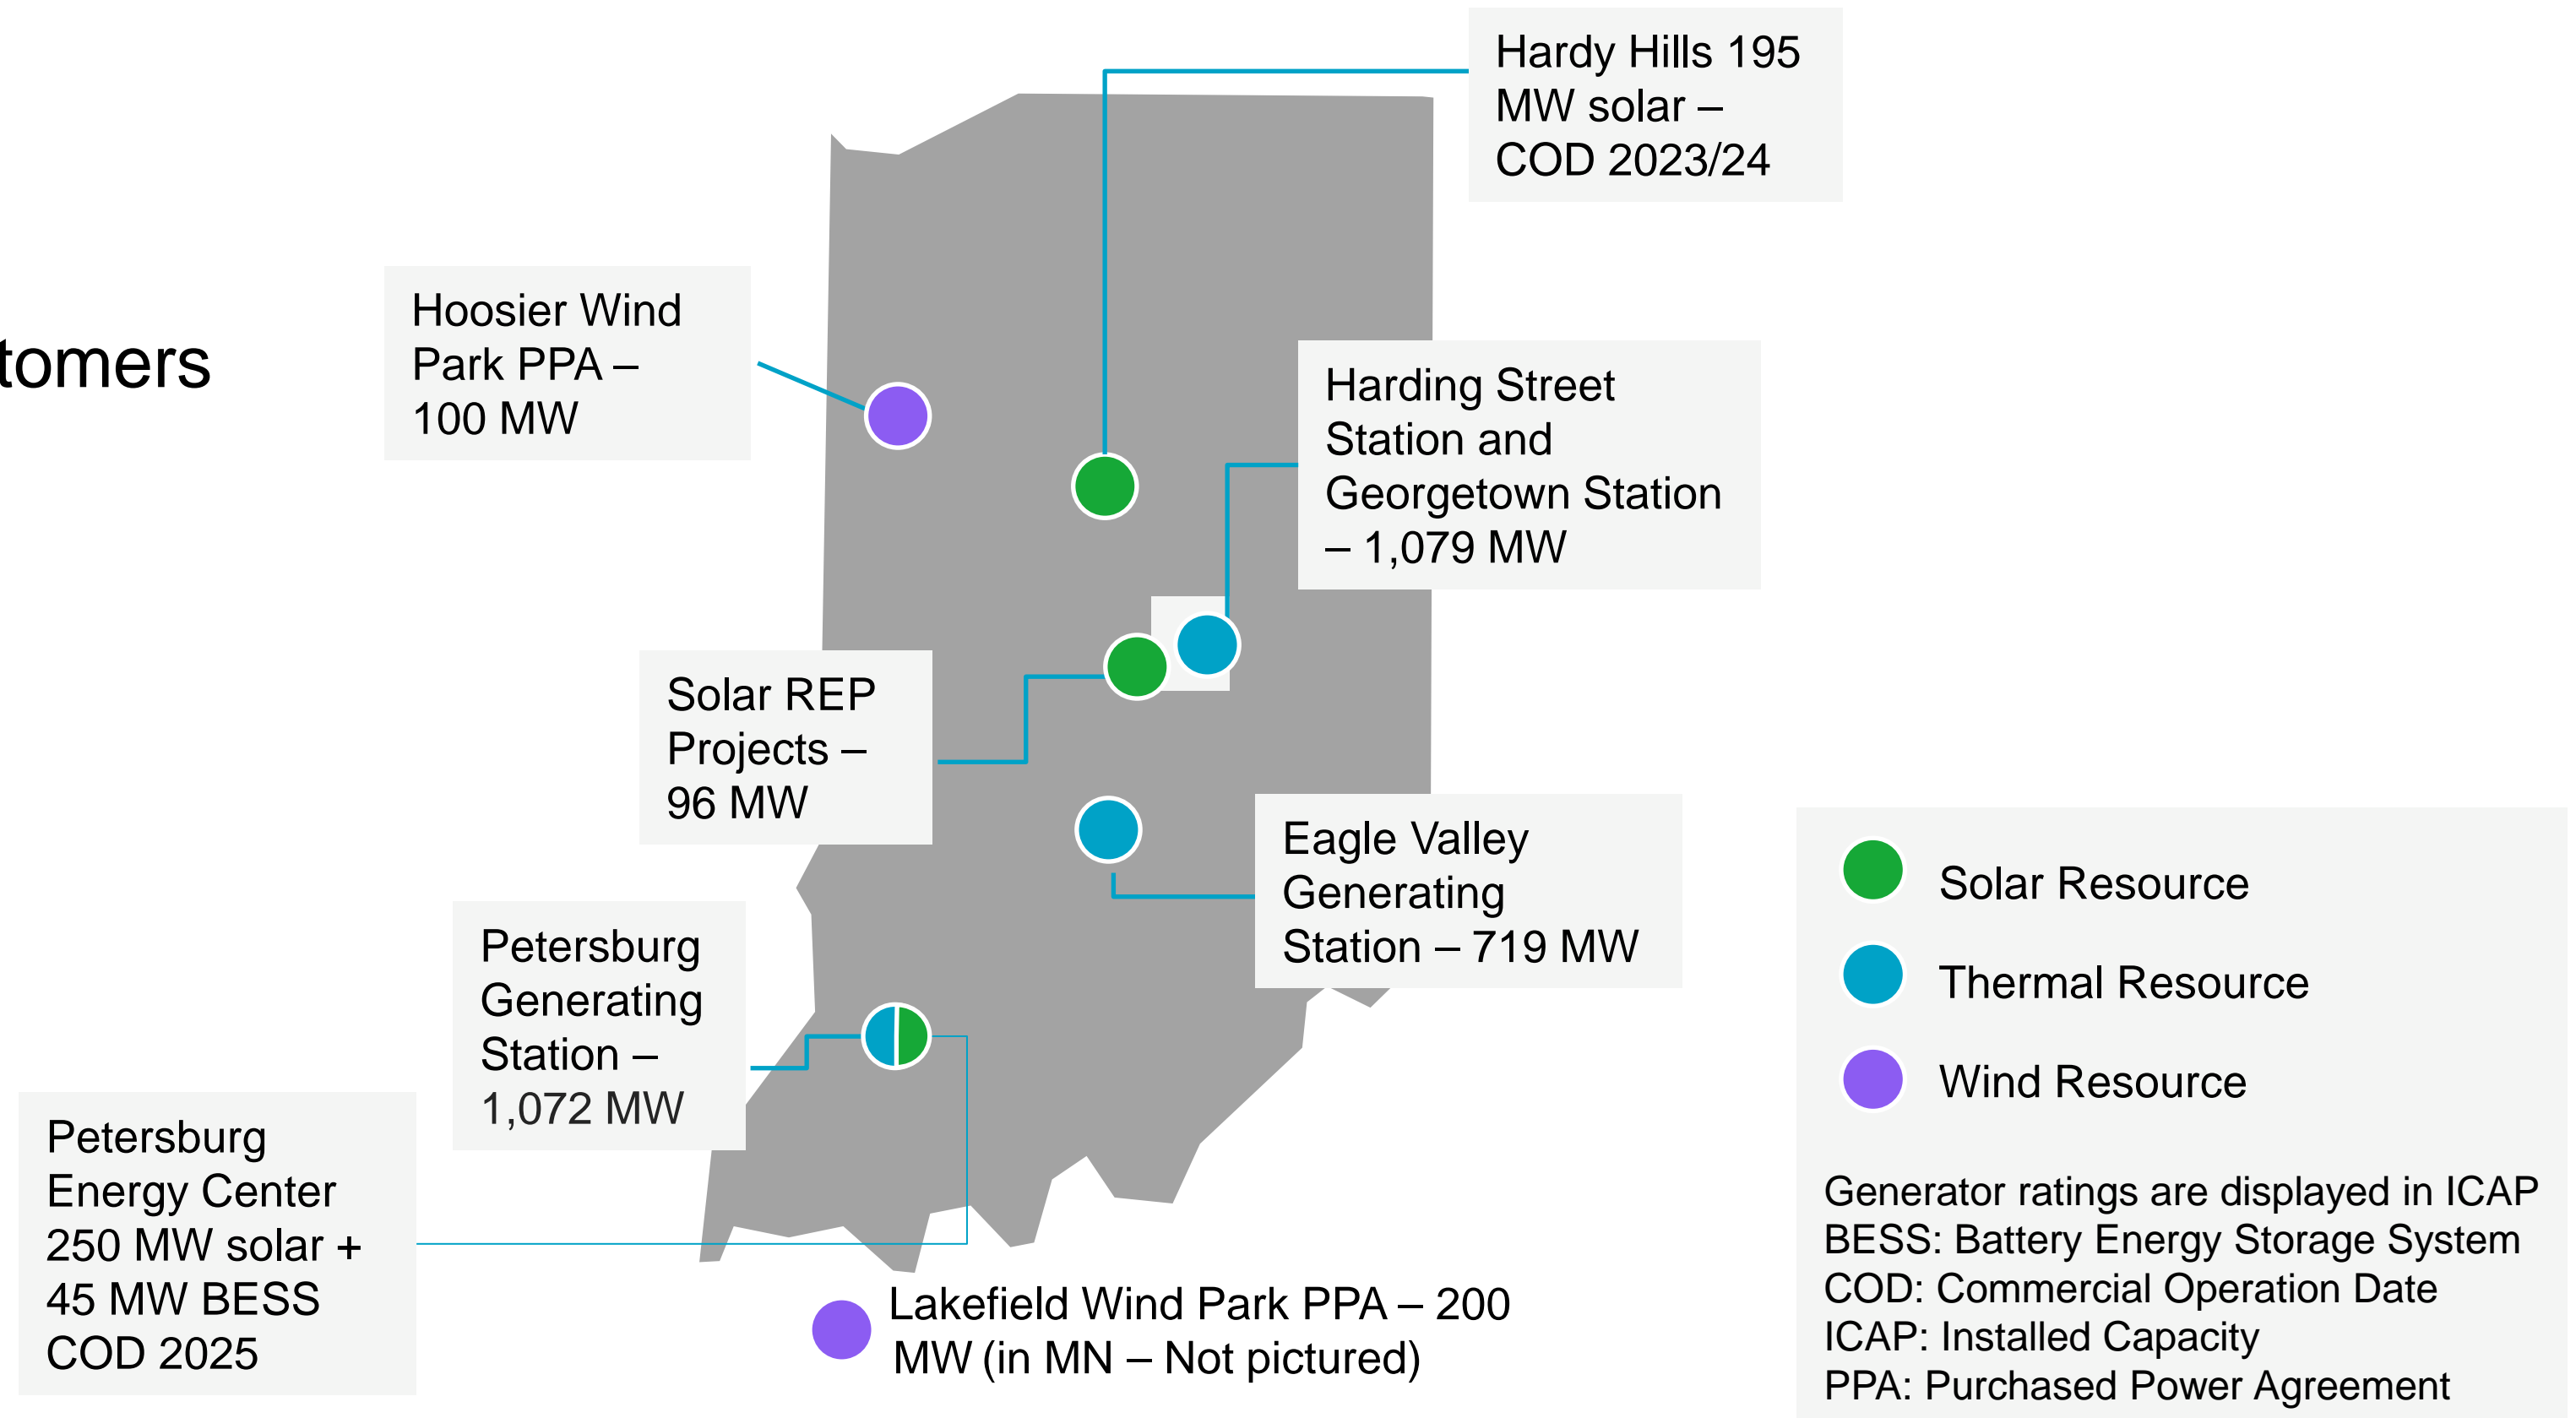 Hardy Hills 195
MW solar –
COD 2023/24
Hoosier Wind
Park PPA –
100 MW
tomers
Harding Street
Station and
Georgetown Station
– 1,079 MW
Solar REP
Projects –
96 MW
Eagle Valley
Generating
Station – 719 MW
Petersburg
Generating
Station –
1,072 MW
Petersburg
Energy Center
250 MW solar +
45 MW BESS
COD 2025
Lakefield Wind Park PPA – 200
MW (in MN – Not pictured)
Solar Resource
Thermal Resource
Wind Resource
Generator ratings are displayed in ICAP
BESS: Battery Energy Storage System
COD: Commercial Operation Date
ICAP: Installed Capacity
PPA: Purchased Power Agreement